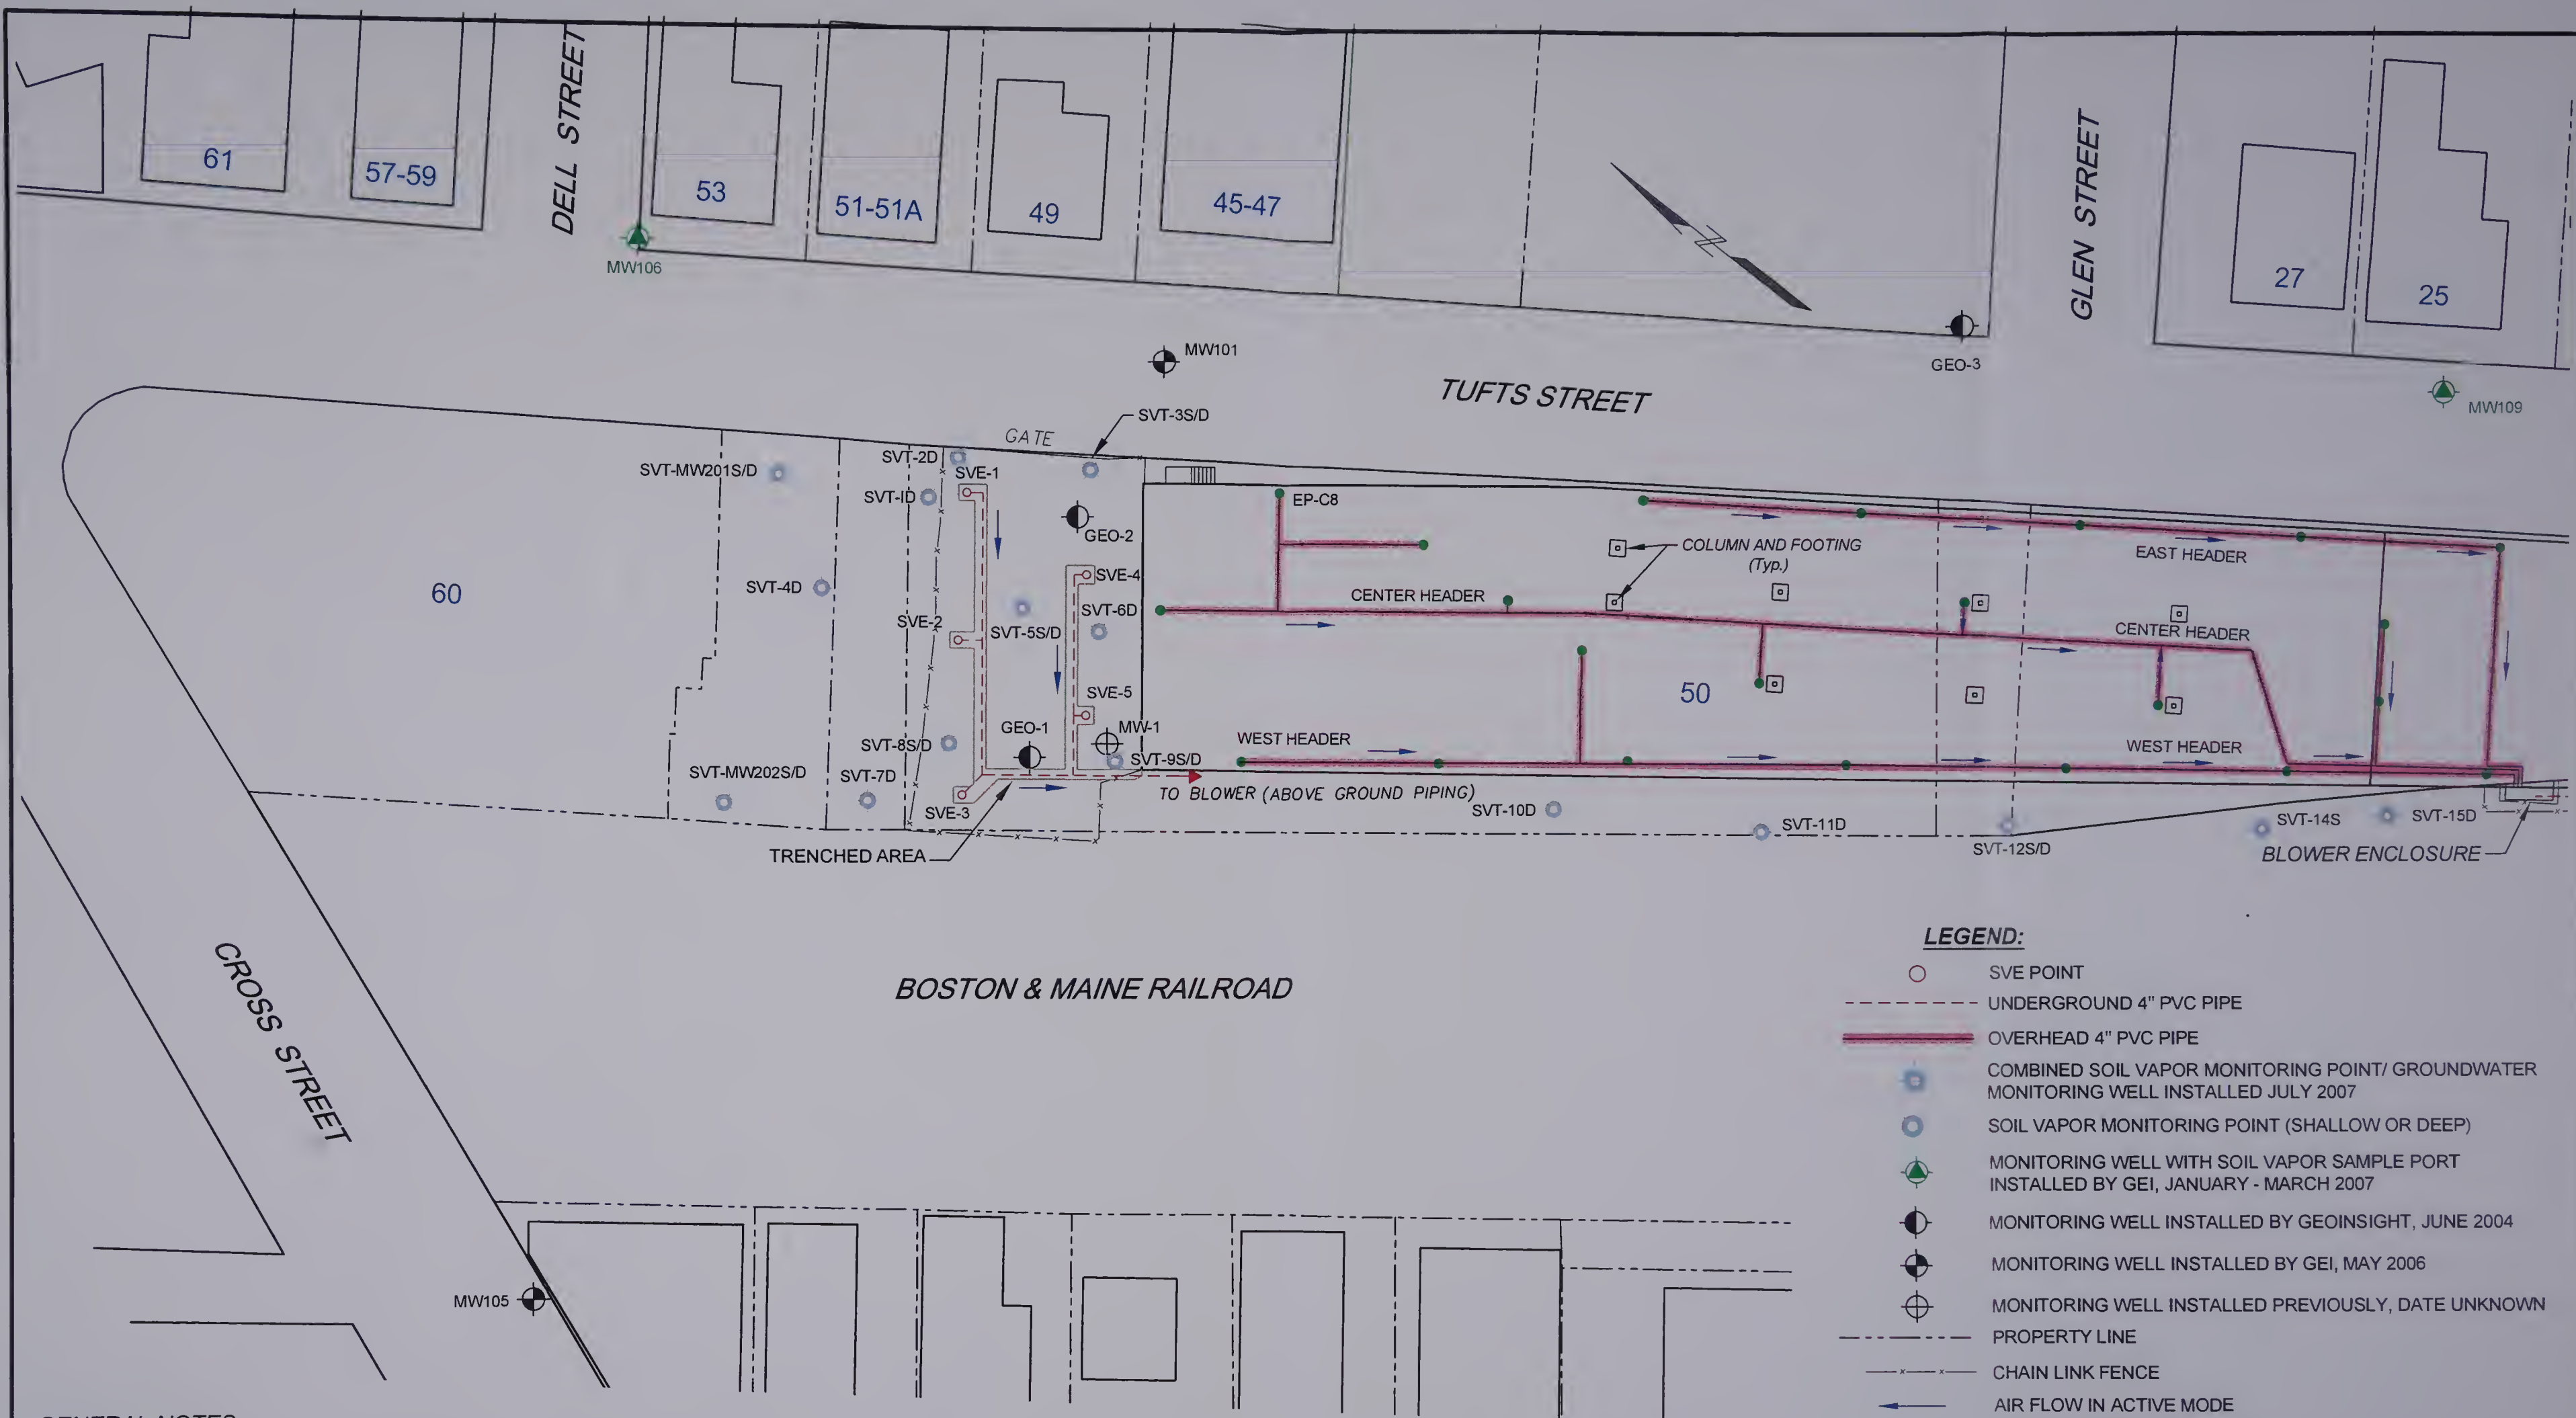 DELL STREET
GLEN STREET
61
57-59
53
51-51A
49
45-47
27
25
MW106
GEO-3
MW101
TUFTS STREET
MW109
SVT-3S/D
GATE
SVT-2D
SVE-1
SVT-MW201S/D
SVT-ID
EP-C8
GEO-2
COLUMN AND FOOTING
(Typ.)
EAST HEADER
SVE-4
SVT-4D
60
CENTER HEADER
SVT-6D
SVE-2
SVT-5S/D
CENTER HEADER
SVE-5
50
GEO-1
MW-1
SVT-8S/D
WEST HEADER
WEST HEADER
SVT-9S/D
SVT-MW202S/D
SVT-7D
TO BLOWER (ABOVE GROUND PIPING)
SVE-3
SVT-10D
SVT-11D
SVT-14S
SVT-15D
SVT-12S/D
TRENCHED AREA
BLOWER ENCLOSURE
CROSS STREET
BOSTON & MAINE RAILROAD
MW105
LEGEND:
SVE POINT
UNDERGROUND 4" PVC PIPE
OVERHEAD 4" PVC PIPE
COMBINED SOIL VAPOR MONITORING POINT/ GROUNDWATER
MONITORING WELL INSTALLED JULY 2007
SOIL VAPOR MONITORING POINT (SHALLOW OR DEEP)
MONITORING WELL WITH SOIL VAPOR SAMPLE PORT
INSTALLED BY GEI, JANUARY - MARCH 2007
MONITORING WELL INSTALLED BY GEOINSIGHT, JUNE 2004
MONITORING WELL INSTALLED BY GEI, MAY 2006
MONITORING WELL INSTALLED PREVIOUSLY, DATE UNKNOWN
PROPERTY LINE
CHAIN LINK FENCE
AIR FLOW IN ACTIVE MODE